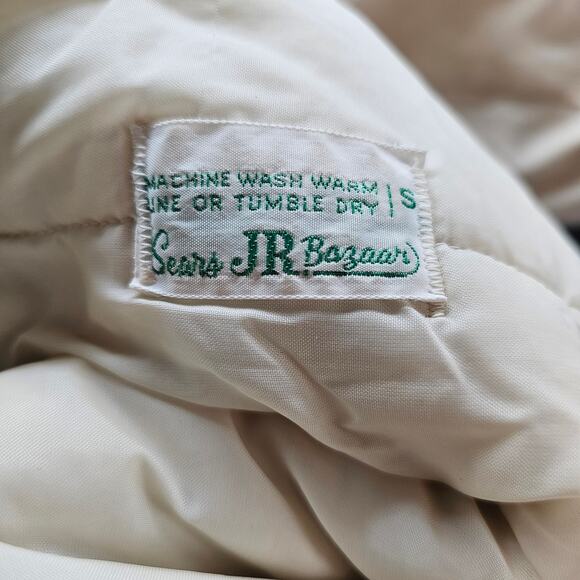 MACHINE WASH WARM
LINE OR TUMBLE DRY | S
Sears JR. Bazaar